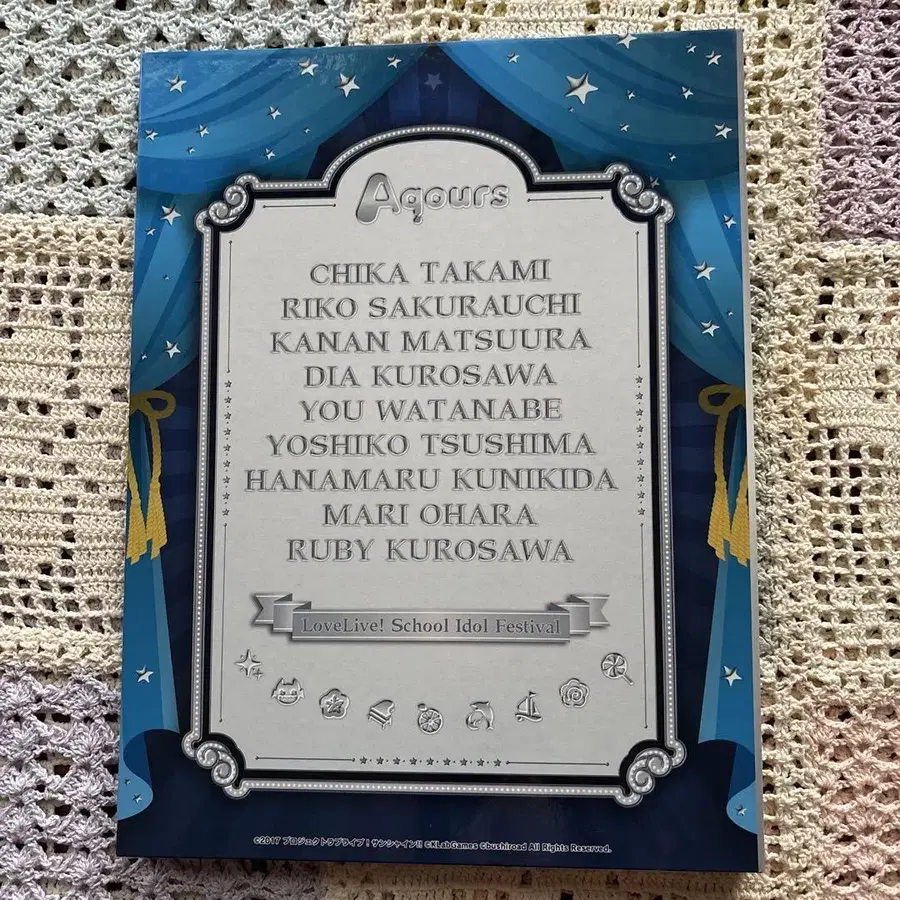 Aqours
CHIKA TAKAMI
RIKO SAKURAUCHI
KANAN MATSUURA
DIA KUROSAWA
YOU WATANABE
YOSHIKO TSUSHIMA
HANAMARU KUNIKIDA
MARI OHARA
RUBY KUROSAWA
LoveLive! School Idol Festival
©2017 プロジェクトラブライブ！サンシャイン!! ©KLabGames ©bushiroad All Rights Reserved.